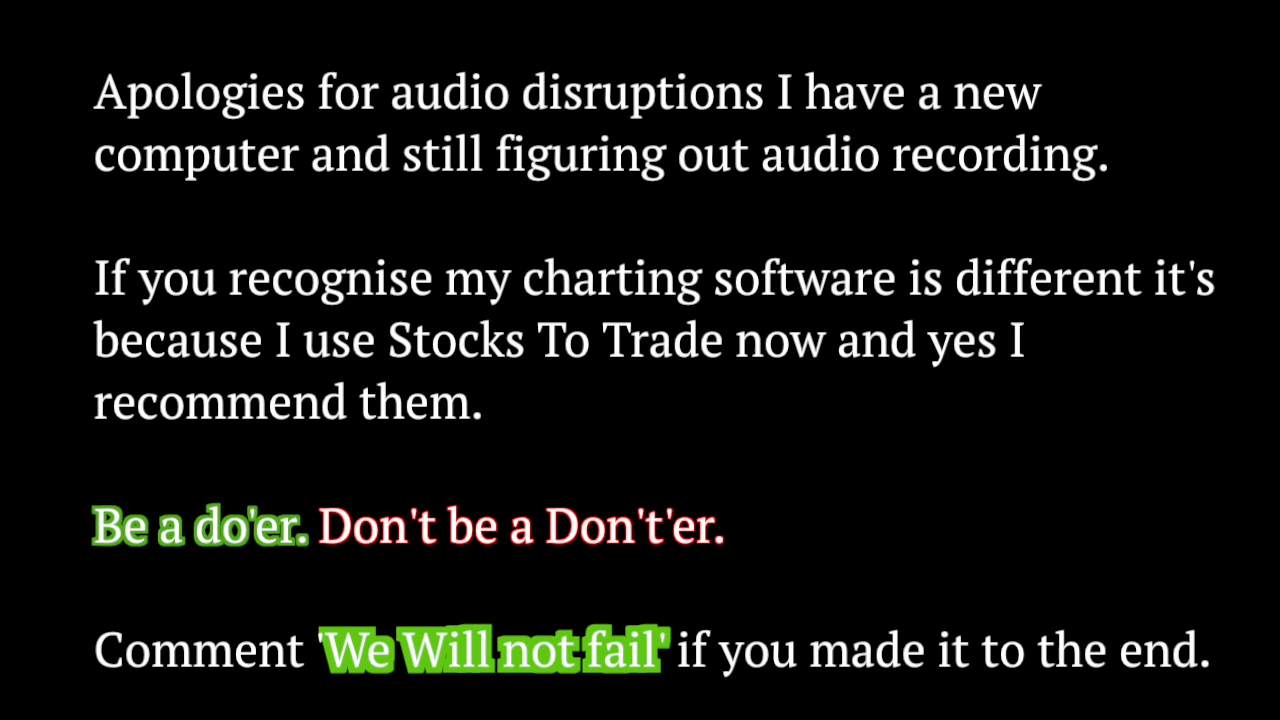 Apologies for audio disruptions I have a new
computer and still figuring out audio recording.
If you recognise my charting software is different it's
because I use Stocks To Trade now and yes I
recommend them.
Be a do'er. Don't be a Don't'er.
Comment 'We Will not fail' if you made it to the end.